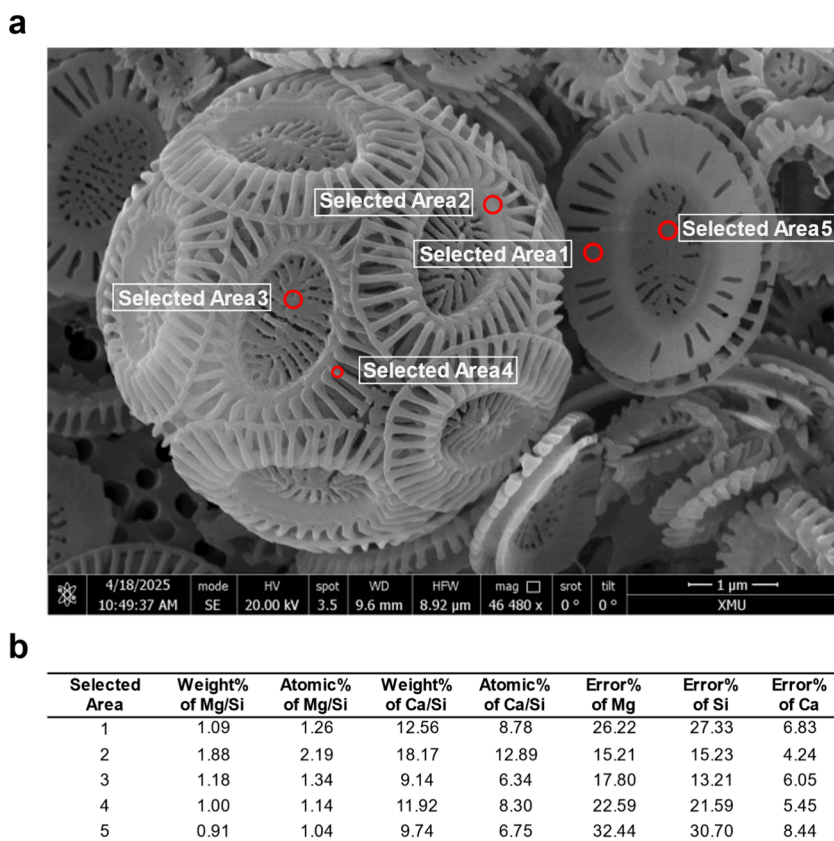 a
Selected Area2
Selected Area1
Selected Area5
Selected Area3
Selected Area4
4/18/2025 mode HV spot WD HFW mag srot tilt 1 µm
10:49:37 AM SE 20.00 kV 3.5 9.6 mm 8.92 µm 46 480 x 0 ° 0 ° XMU
b
Selected Weight% Atomic% Weight% Atomic% Error% Error% Error%
Area of Mg/Si of Mg/Si of Ca/Si of Ca/Si of Mg of Si of Ca
1 1.09 1.26 12.56 8.78 26.22 27.33 6.83
2 1.88 2.19 18.17 12.89 15.21 15.23 4.24
3 1.18 1.34 9.14 6.34 17.80 13.21 6.05
4 1.00 1.14 11.92 8.30 22.59 21.59 5.45
5 0.91 1.04 9.74 6.75 32.44 30.70 8.44